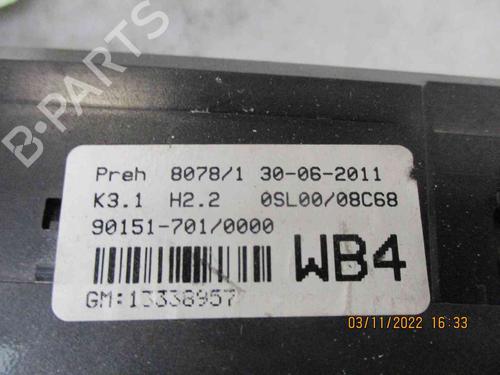 B-PARTS
Preh 8078/1 30-06-2011
K3.1 H2.2 0SL00/08C68
90151-701/0000
WB4
GM:13338957
03/11/2022 16:33